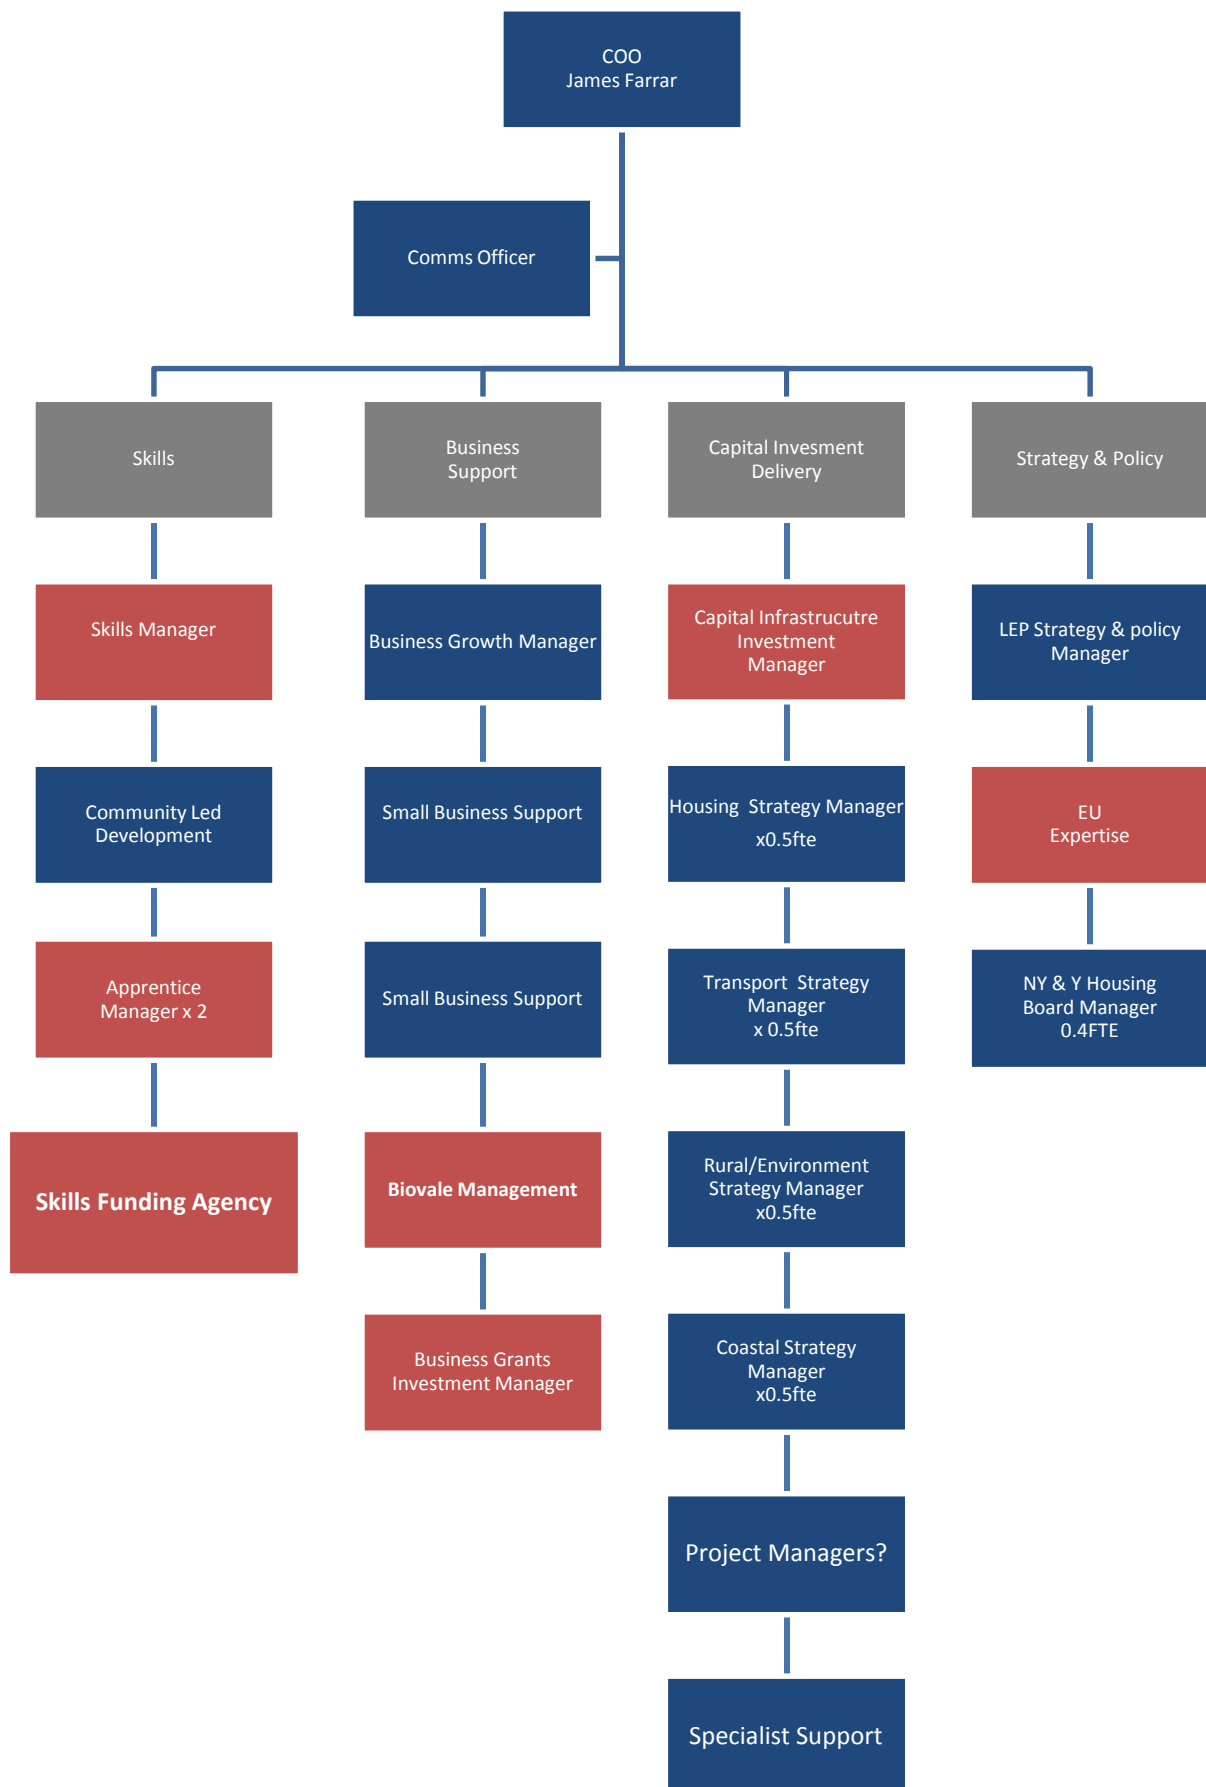 COO
James Farrar
Comms Officer
Skills
Business
Support
Capital Invesment
Delivery
Strategy & Policy
Skills Manager
Business Growth Manager
Capital Infrastrucutre
Investment
Manager
LEP Strategy & policy
Manager
Community Led
Development
Small Business Support
Housing  Strategy Manager
x0.5fte
EU
Expertise
Apprentice
Manager x 2
Small Business Support
Transport  Strategy
Manager
x 0.5fte
NY & Y Housing
Board Manager
0.4FTE
Skills Funding Agency
Biovale Management
Rural/Environment
Strategy Manager
x0.5fte
Business Grants
Investment Manager
Coastal Strategy
Manager
x0.5fte
Project Managers?
Specialist Support